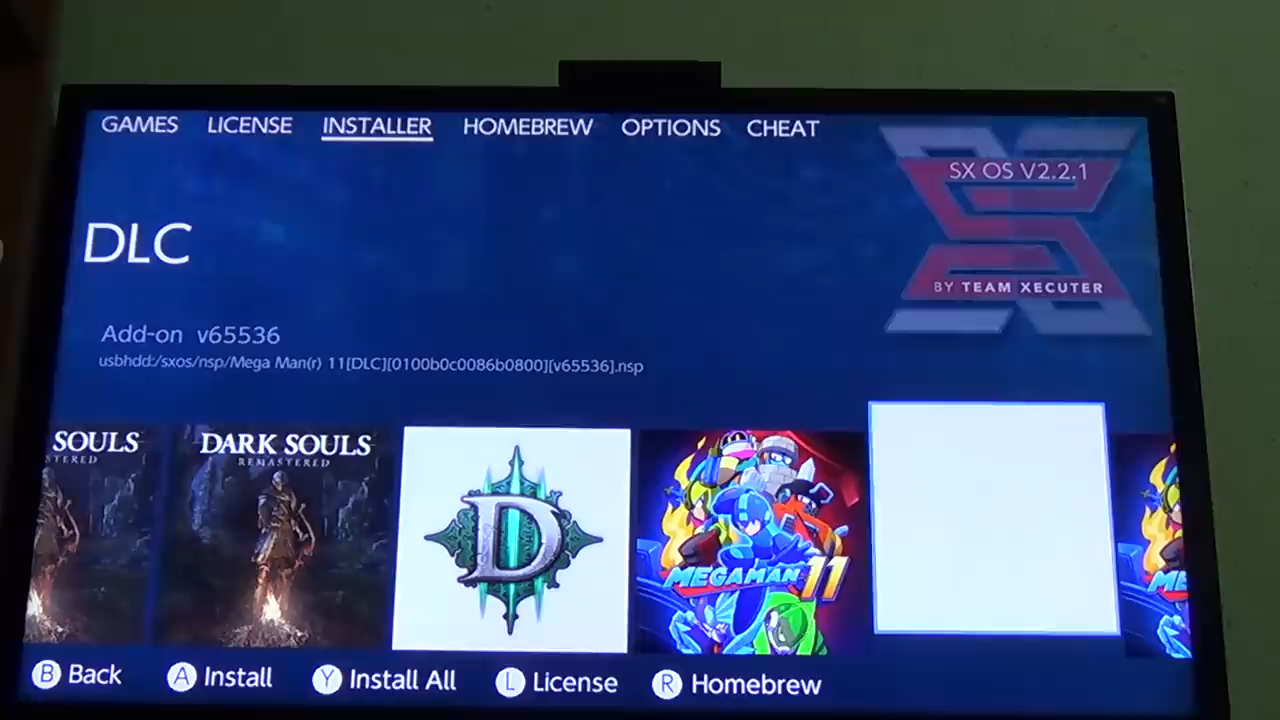 GAMES LICENSE INSTALLER HOMEBREW OPTIONS CHEAT
SX OS V2.2.1
DLC
BY TEAM XECUTER
Add-on v65536
usbhdd:/sxos/nsp/Mega Man(r) 11[DLC][0100b0c0086b0800][v65536].nsp
SOULS
DARK SOULS
REMASTERED
D
MEGAMAN 11
B Back A Install Y Install All L License R Homebrew